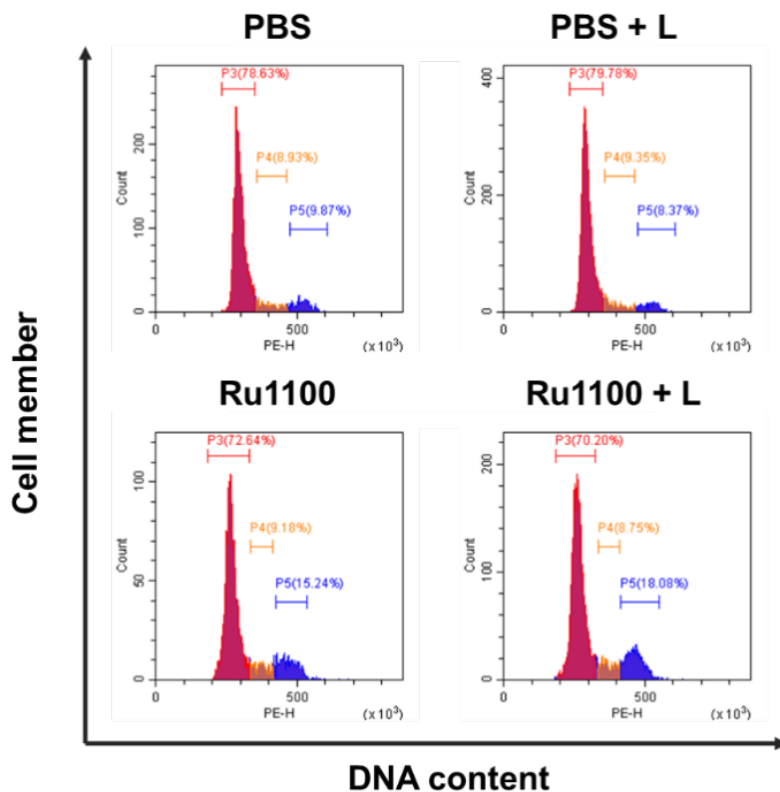 PBS
P3(78.63%)
P4(8.93%)
P5(9.87%)
Count
0
100
200
0
500
PE-H
(x10³)
PBS + L
P3(79.78%)
P4(9.35%)
P5(8.37%)
Count
0
200
400
0
500
PE-H
(x10³)
Ru1100
P3(72.64%)
P4(9.18%)
P5(15.24%)
Count
0
50
100
0
500
PE-H
(x10³)
Ru1100 + L
P3(70.20%)
P4(8.75%)
P5(18.08%)
Count
0
100
200
0
500
PE-H
(x10³)
Cell member
DNA content